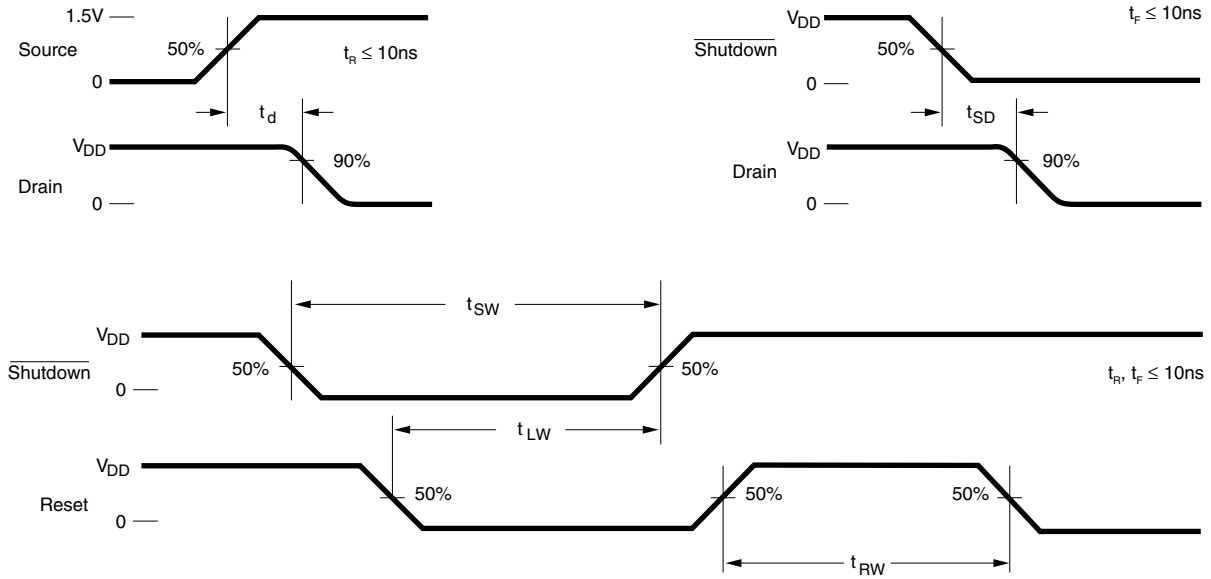 1.5V
Source
50%
t_R ≤ 10ns
0
t_d
V_DD
90%
Drain
0
V_DD
t_F ≤ 10ns
Shutdown
50%
0
t_SD
V_DD
90%
Drain
0
t_SW
V_DD
50%
50%
Shutdown
t_R, t_F ≤ 10ns
0
t_LW
V_DD
50%
50%
50%
Reset
0
t_RW